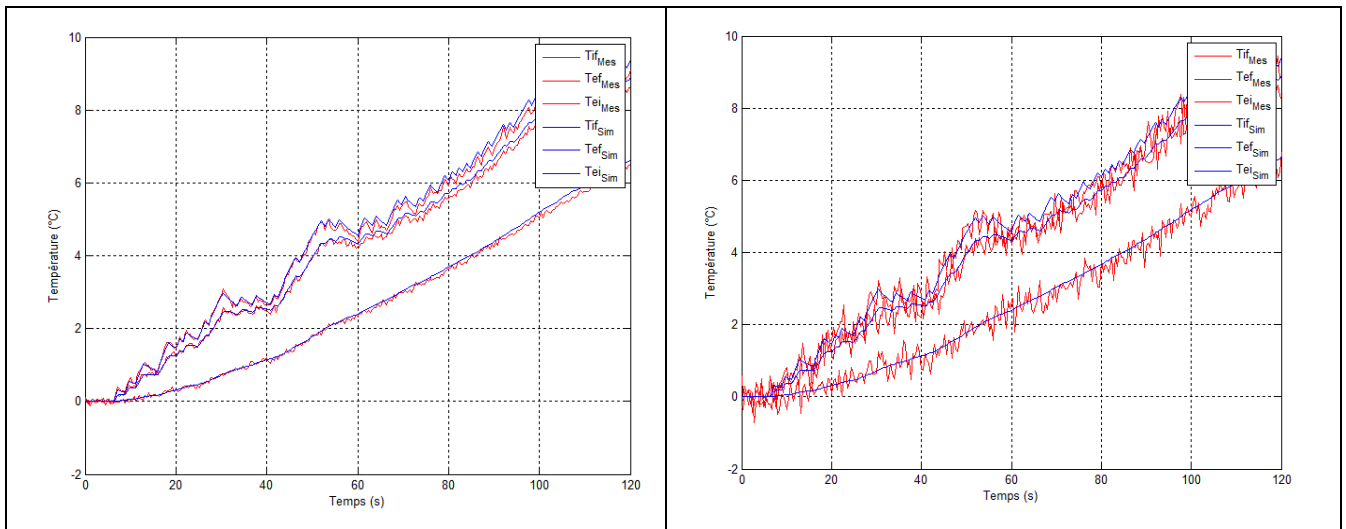 10
8
6
4
2
0
-2
0 20 40 60 80 100 120
Température (°C)
Temps (s)
Tif_Mes
Tef_Mes
Tei_Mes
Tif_Sim
Tef_Sim
Tei_Sim
10
8
6
4
2
0
-2
0 20 40 60 80 100 120
Température (°C)
Temps (s)
Tif_Mes
Tef_Mes
Tei_Mes
Tif_Sim
Tef_Sim
Tei_Sim